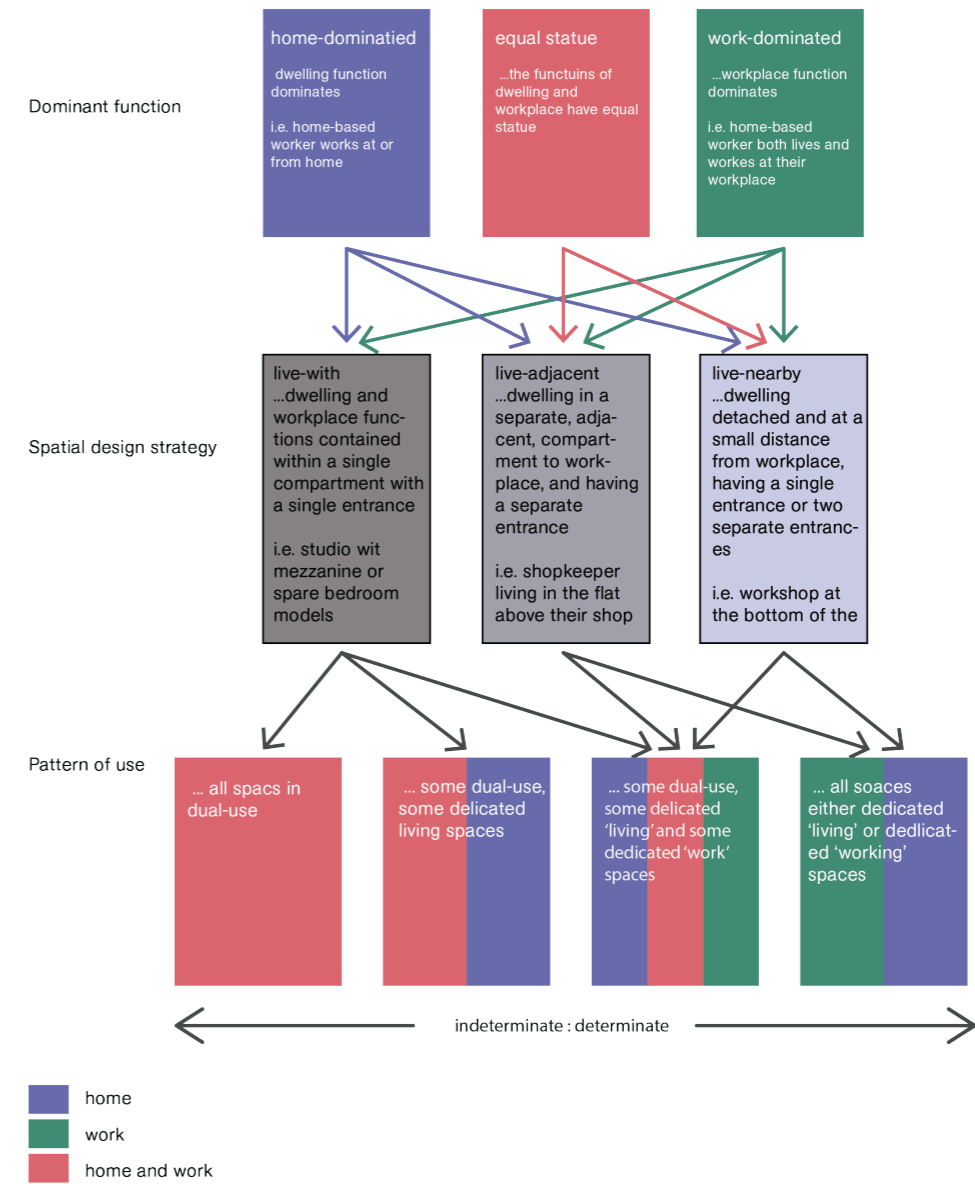 home-dominatied
dwelling function
dominates
i.e. home-based
worker works at or
from home
equal statue
...the functuins of
dwelling and
workplace have equal
statue
work-dominated
...workplace function
dominates
i.e. home-based
worker both lives and
workes at their
workplace
Dominant function
live-with
...dwelling and
workplace func-
tions contained
within a single
compartment with
a single entrance
i.e. studio wit
mezzanine or
spare bedroom
models
live-adjacent
...dwelling in a
separate, adja-
cent, compart-
ment to work-
place, and having
a separate
entrance
i.e. shopkeeper
living in the flat
above their shop
live-nearby
...dwelling
detached and at a
small distance
from workplace,
having a single
entrance or two
separate entranc-
es
i.e. workshop at
the bottom of the
Spatial design strategy
Pattern of use
... all spacs in
dual-use
... some dual-use,
some delicated
living spaces
... some dual-use,
some delicated
'living' and some
dedicated 'work'
spaces
... all soaces
either dedicated
'living' or dedlicat-
ed 'working'
spaces
indeterminate : determinate
home
work
home and work